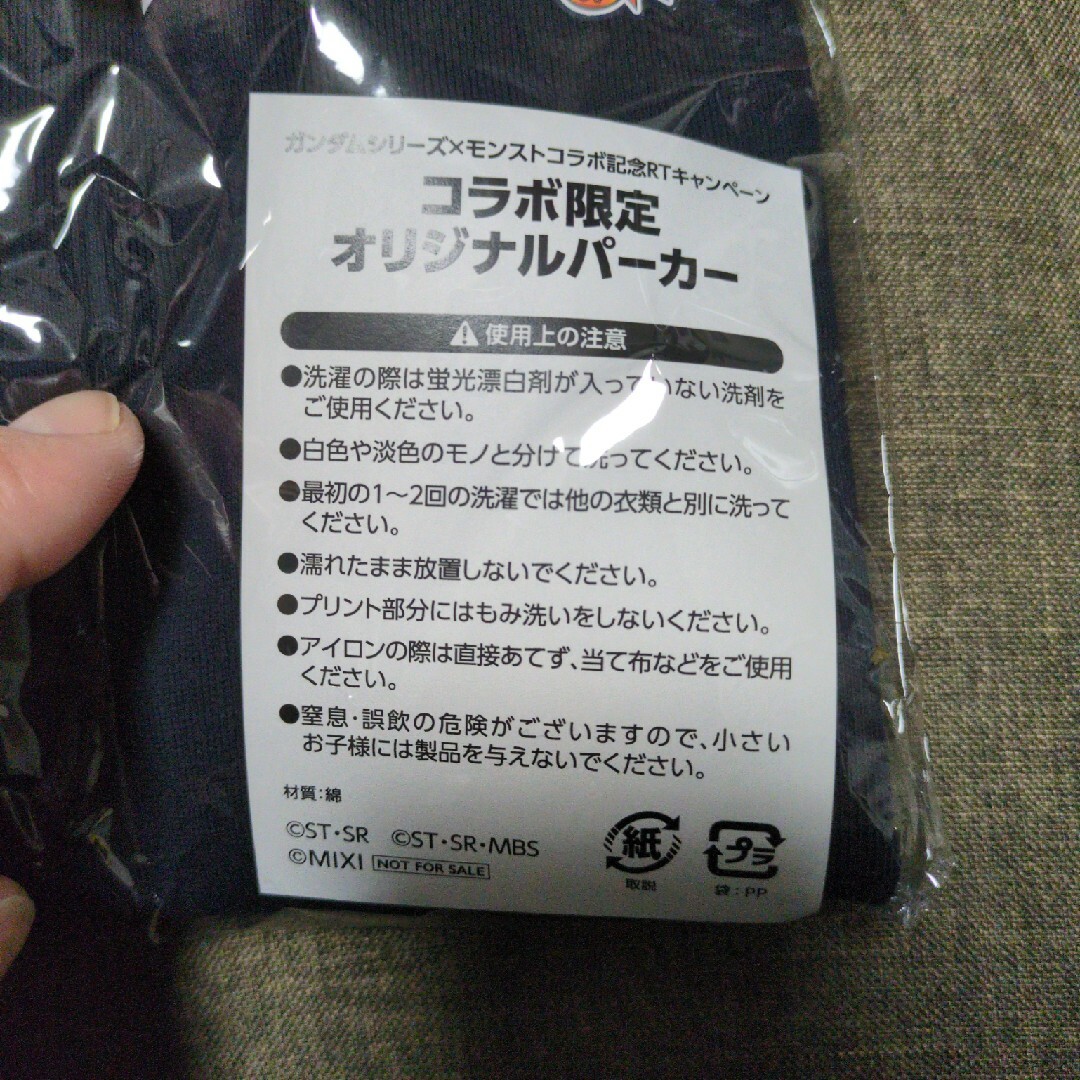 ガンダムシリーズ×モンストコラボ記念RTキャンペーン
コラボ限定
オリジナルパーカー
使用上の注意
●洗濯の際は蛍光漂白剤が入っていない洗剤を
ご使用ください。
●白色や淡色のモノと分けて洗ってください。
●最初の1〜2回の洗濯では他の衣類と別に洗って
ください。
●濡れたまま放置しないでください。
●プリント部分にはもみ洗いをしないください。
●アイロンの際は直接あてず、当て布などをご使用
ください。
●窒息・誤飲の危険がございますので、小さい
お子様には製品を与えないでください。
材質:綿
©ST・SR ©ST・SR・MBS
©MIXI NOT FOR SALE
紙
取説
プラ
袋:PP